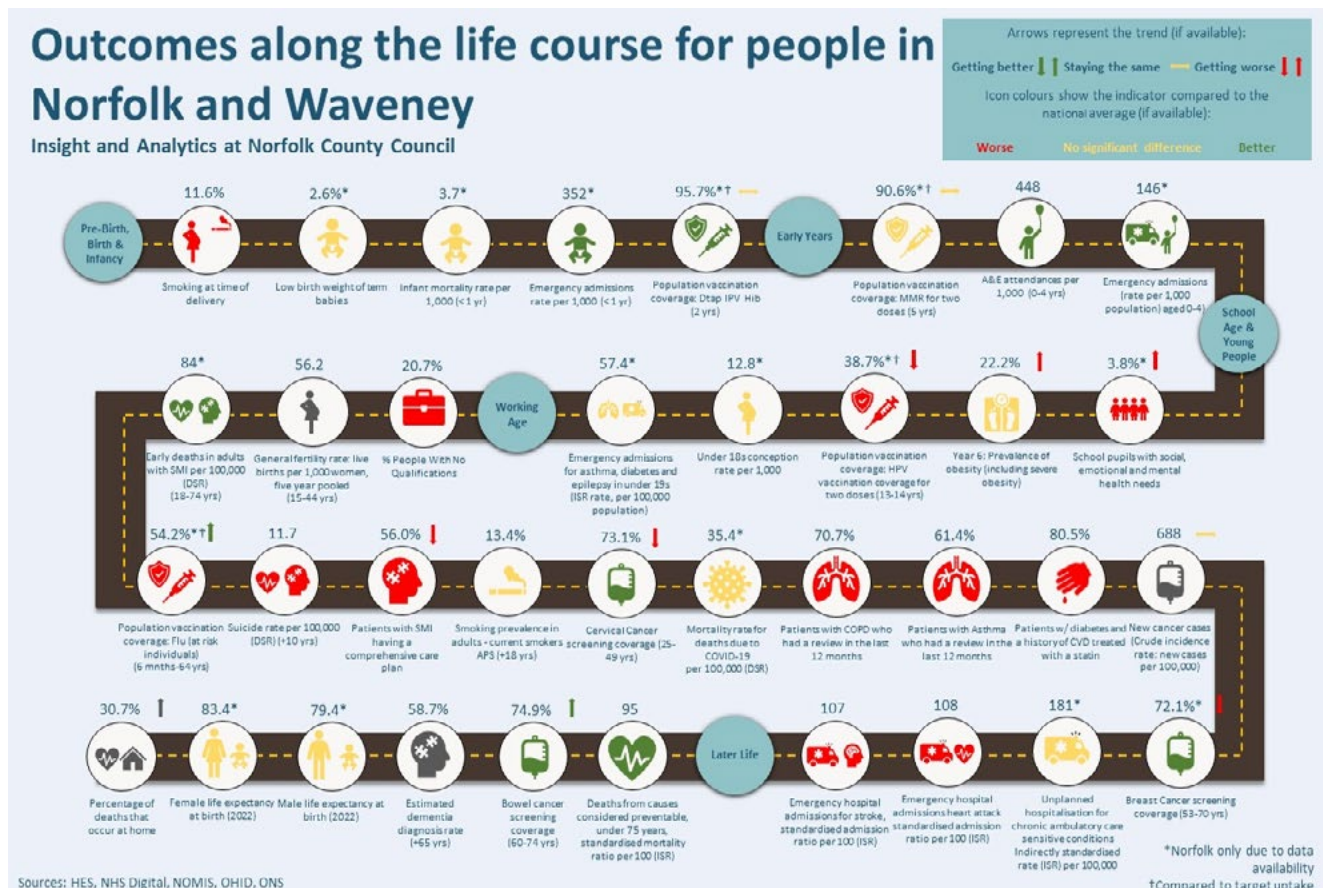 Outcomes along the life course for people in
Norfolk and Waveney
Insight and Analytics at Norfolk County Council
Arrows represent the trend (if available):
Getting better Staying the same Getting worse
Icon colours show the indicator compared to the
national average (if available):
Worse No significant difference Better
Pre-Birth,
Birth &
Infancy
11.6%
Smoking at time of
delivery
2.6%*
Low birth weight of term
babies
3.7*
Infant mortality rate per
1,000 (<1 yr)
352*
Emergency admissions
rate per 1,000 (<1 yr)
95.7%*†
Population vaccination
coverage: Dtap IPV Hib
(2 yrs)
Early Years
90.6%*†
Population vaccination
coverage: MMR for two
doses (5 yrs)
448
A&E attendances per
1,000 (0-4 yrs)
146*
Emergency admissions
(rate per 1,000
population) aged 0-4)
School
Age &
Young
People
84*
Early deaths in adults
with SMI per 100,000
(DSR)
(18-74 yrs)
56.2
General fertility rate: live
births per 1,000 women,
five year pooled
(15-44 yrs)
20.7%
% People With No
Qualifications
Working
Age
57.4*
Emergency admissions
for asthma, diabetes and
epilepsy in under 19s
(ISR rate, per 100,000
population)
12.8*
Under 18s conception
rate per 1,000
38.7%*†
Population vaccination
coverage: HPV
vaccination coverage for
two doses (13-14 yrs)
22.2%
Year 6: Prevalence of
obesity (including severe
obesity)
3.8%*
School pupils with social,
emotional and mental
health needs
54.2%*†
Population vaccination
coverage: Flu (at risk
individuals)
(6 mnths-64 yrs)
11.7
Suicide rate per 100,000
(DSR) (+10 yrs)
56.0%
Patients with SMI
having a
comprehensive care
plan
13.4%
Smoking prevalence in
adults - current smokers
APS (+18 yrs)
73.1%
Cervical Cancer
screening coverage (25-
49 yrs)
35.4*
Mortality rate for
deaths due to
COVID-19
per 100,000 (DSR)
70.7%
Patients with COPD who
had a review in the last
12 months
61.4%
Patients with Asthma
who had a review in the
last 12 months
80.5%
Patients w/ diabetes and
a history of CVD treated
with a statin
688
New cancer cases
(Crude incidence
rate: new cases
per 100,000)
30.7%
Percentage of
deaths that
occur at home
83.4*
Female life expectancy
at birth (2022)
79.4*
Male life expectancy at
birth (2022)
58.7%
Estimated
dementia
diagnosis rate
(+65 yrs)
74.9%
Bowel cancer
screening
coverage
(60-74 yrs)
95
Deaths from causes
considered preventable,
under 75 years,
standardised mortality
ratio per 100 (ISR)
Later Life
107
Emergency hospital
admissions for stroke,
standardised admission
ratio per 100 (ISR)
108
Emergency hospital
admissions heart attack
standardised admission
ratio per 100 (ISR)
181*
Unplanned
hospitalisation for
chronic ambulatory care
sensitive conditions
Indirectly standardised
rate (ISR) per 100,000
72.1%*
Breast Cancer screening
coverage (53-70 yrs)
*Norfolk only due to data
availability
†Compared to target uptake
Sources: HES, NHS Digital, NOMIS, OHID, ONS